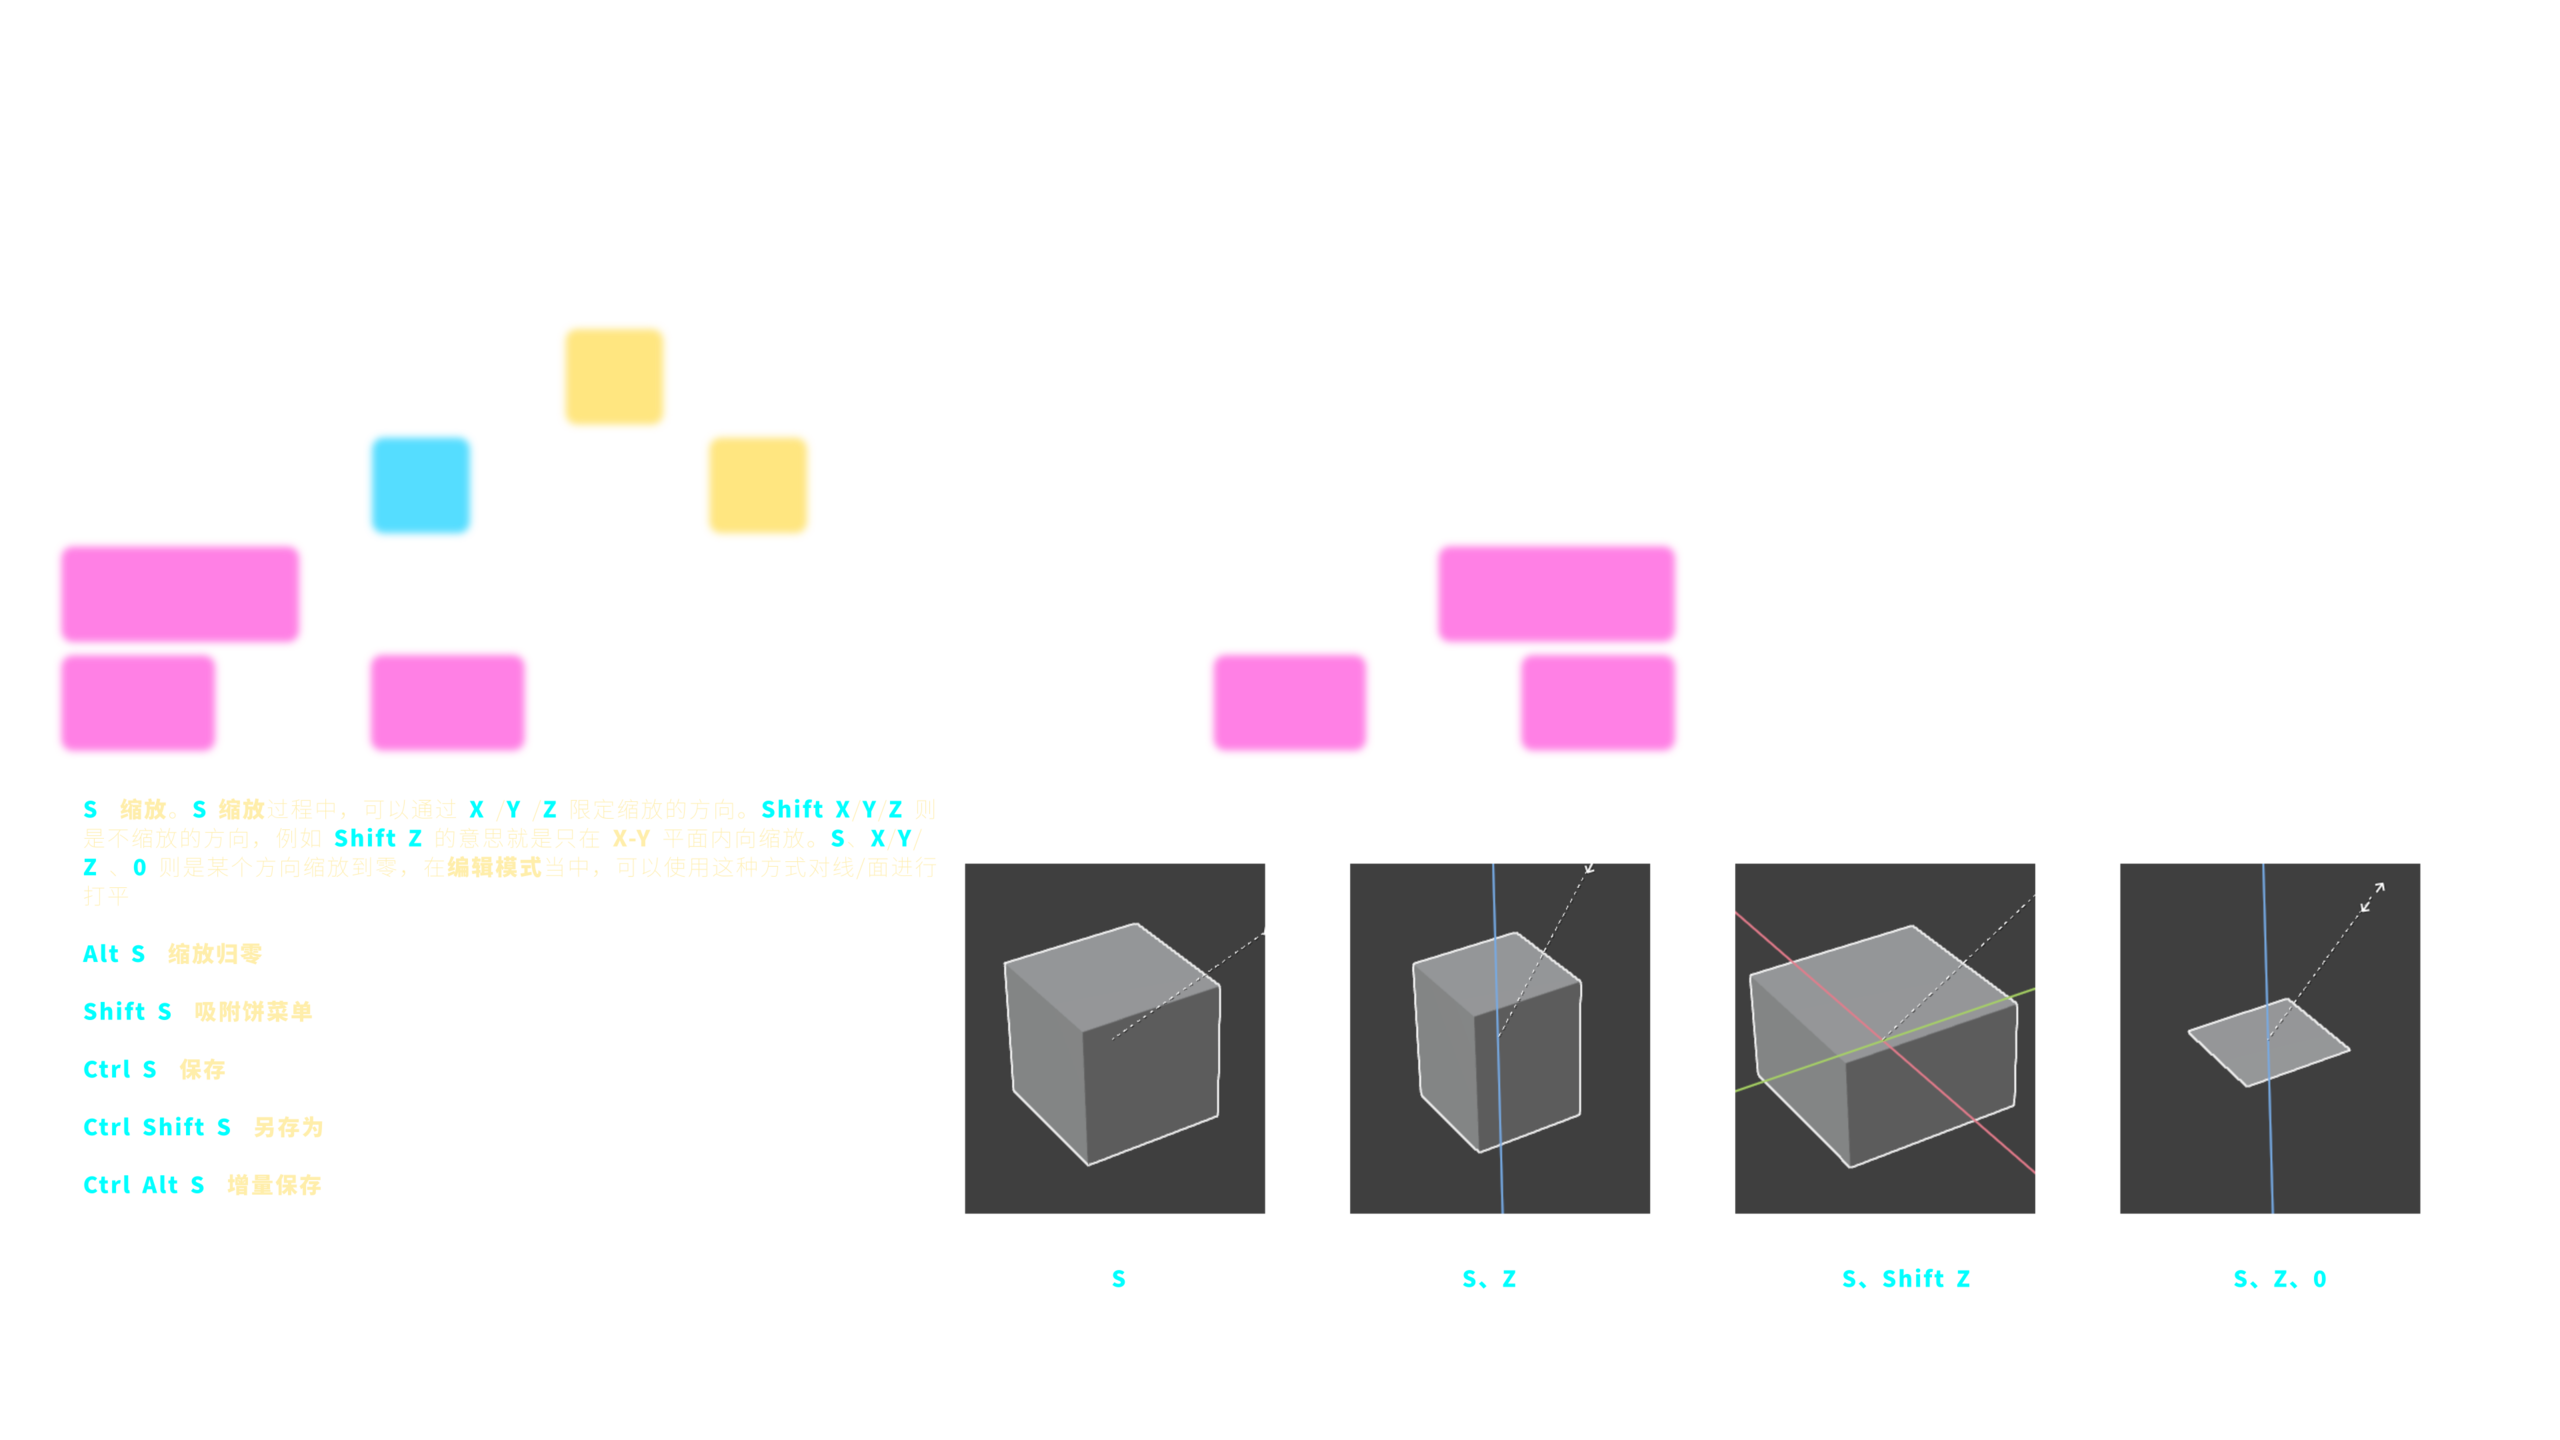 S 缩放。S 缩放过程中，可以通过 X /Y /Z 限定缩放的方向。Shift X/Y/Z 则
是不缩放的方向，例如 Shift Z 的意思就是只在 X-Y 平面内向缩放。S、X/Y/
Z 、0 则是某个方向缩放到零，在编辑模式当中，可以使用这种方式对线/面进行
打平
Alt S 缩放归零
Shift S 吸附饼菜单
Ctrl S 保存
Ctrl Shift S 另存为
Ctrl Alt S 增量保存
S
S、Z
S、Shift Z
S、Z、0